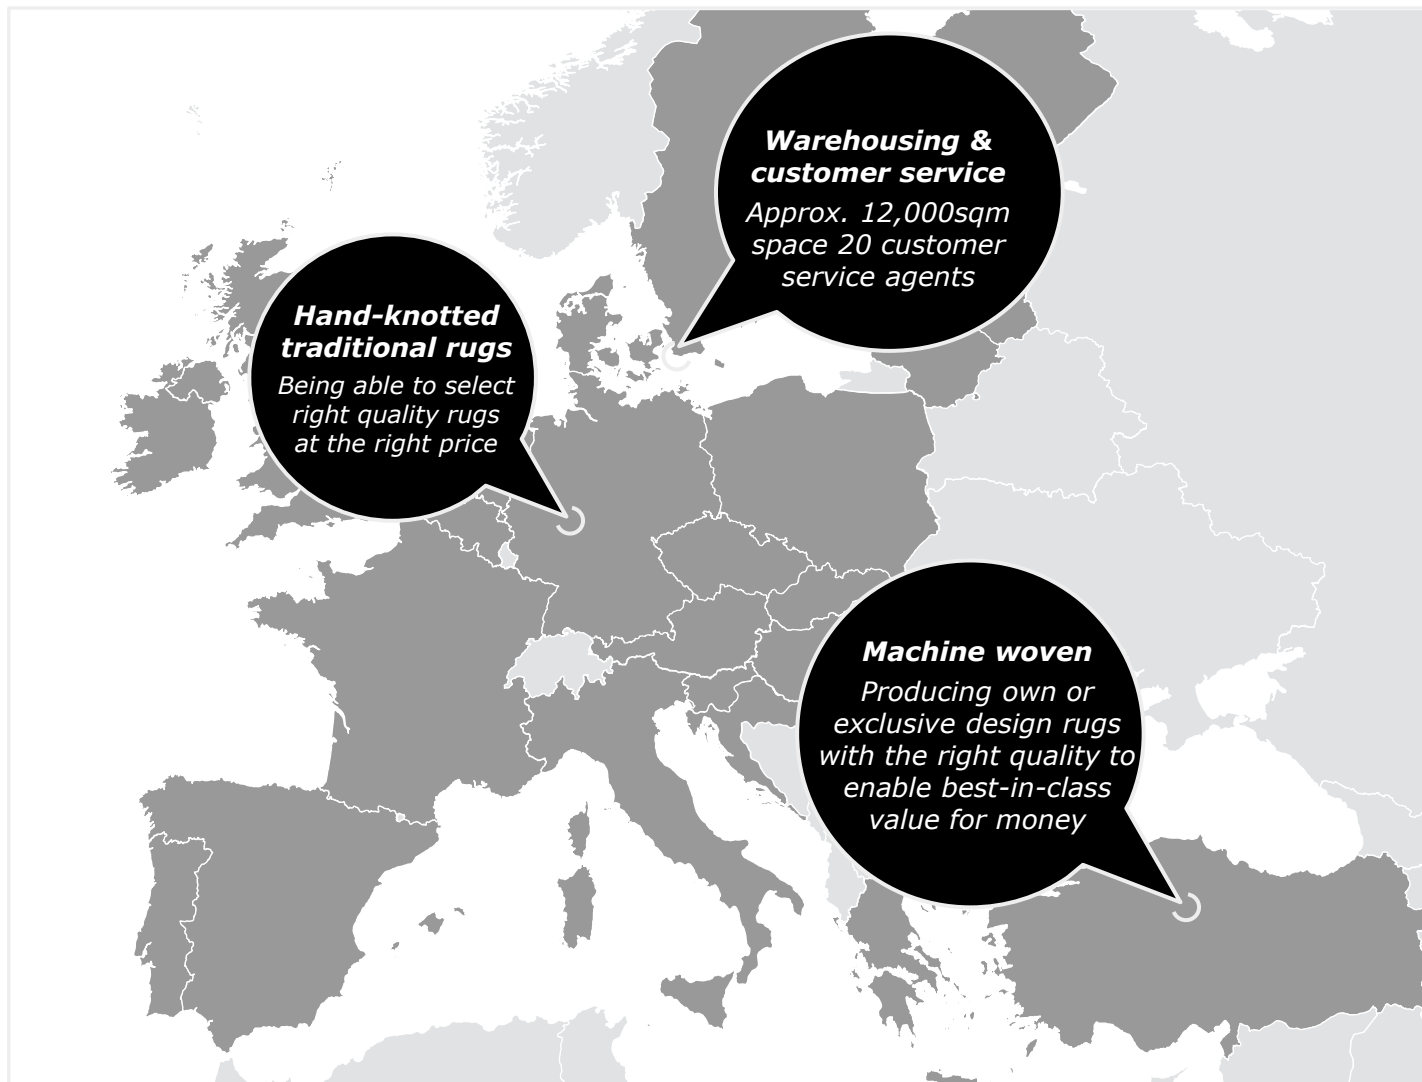 Warehousing &
customer service
Approx. 12,000sqm
space 20 customer
service agents
Hand-knotted
traditional rugs
Being able to select
right quality rugs
at the right price
Machine woven
Producing own or
exclusive design rugs
with the right quality to
enable best-in-class
value for money